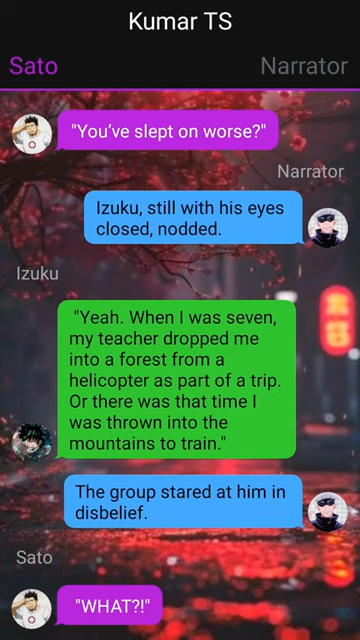 Kumar TS
Sato
Narrator
"You’ve slept on worse?"
Narrator
Izuku, still with his eyes
closed, nodded.
Izuku
"Yeah. When I was seven,
my teacher dropped me
into a forest from a
helicopter as part of a trip.
Or there was that time I
was thrown into the
mountains to train."
The group stared at him in
disbelief.
Sato
"WHAT?!"